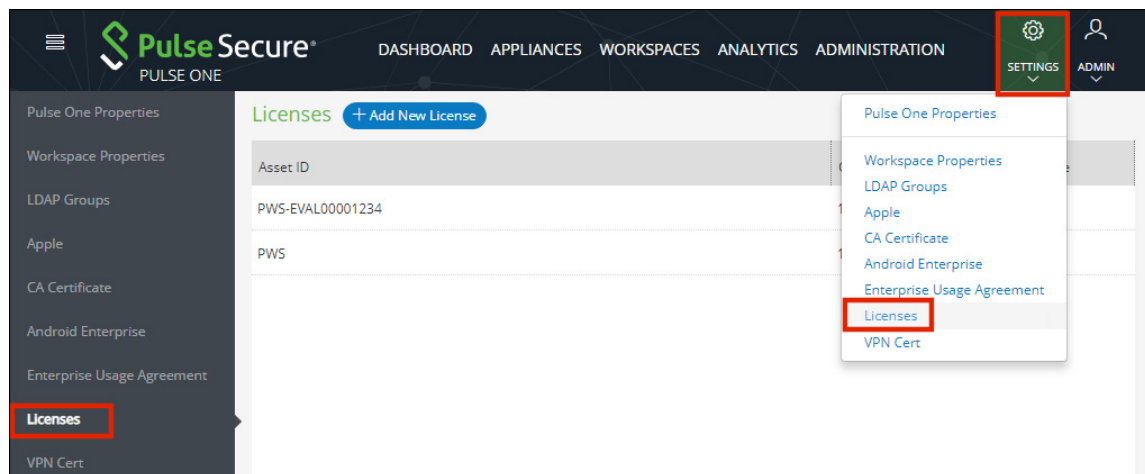 Pulse Secure
PULSE ONE
DASHBOARD APPLIANCES WORKSPACES ANALYTICS ADMINISTRATION
SETTINGS
ADMIN
Pulse One Properties
Workspace Properties
LDAP Groups
Apple
CA Certificate
Android Enterprise
Enterprise Usage Agreement
Licenses
VPN Cert
Licenses
+ Add New License
Asset ID
PWS-EVAL00001234
PWS
Pulse One Properties
Workspace Properties
LDAP Groups
Apple
CA Certificate
Android Enterprise
Enterprise Usage Agreement
Licenses
VPN Cert